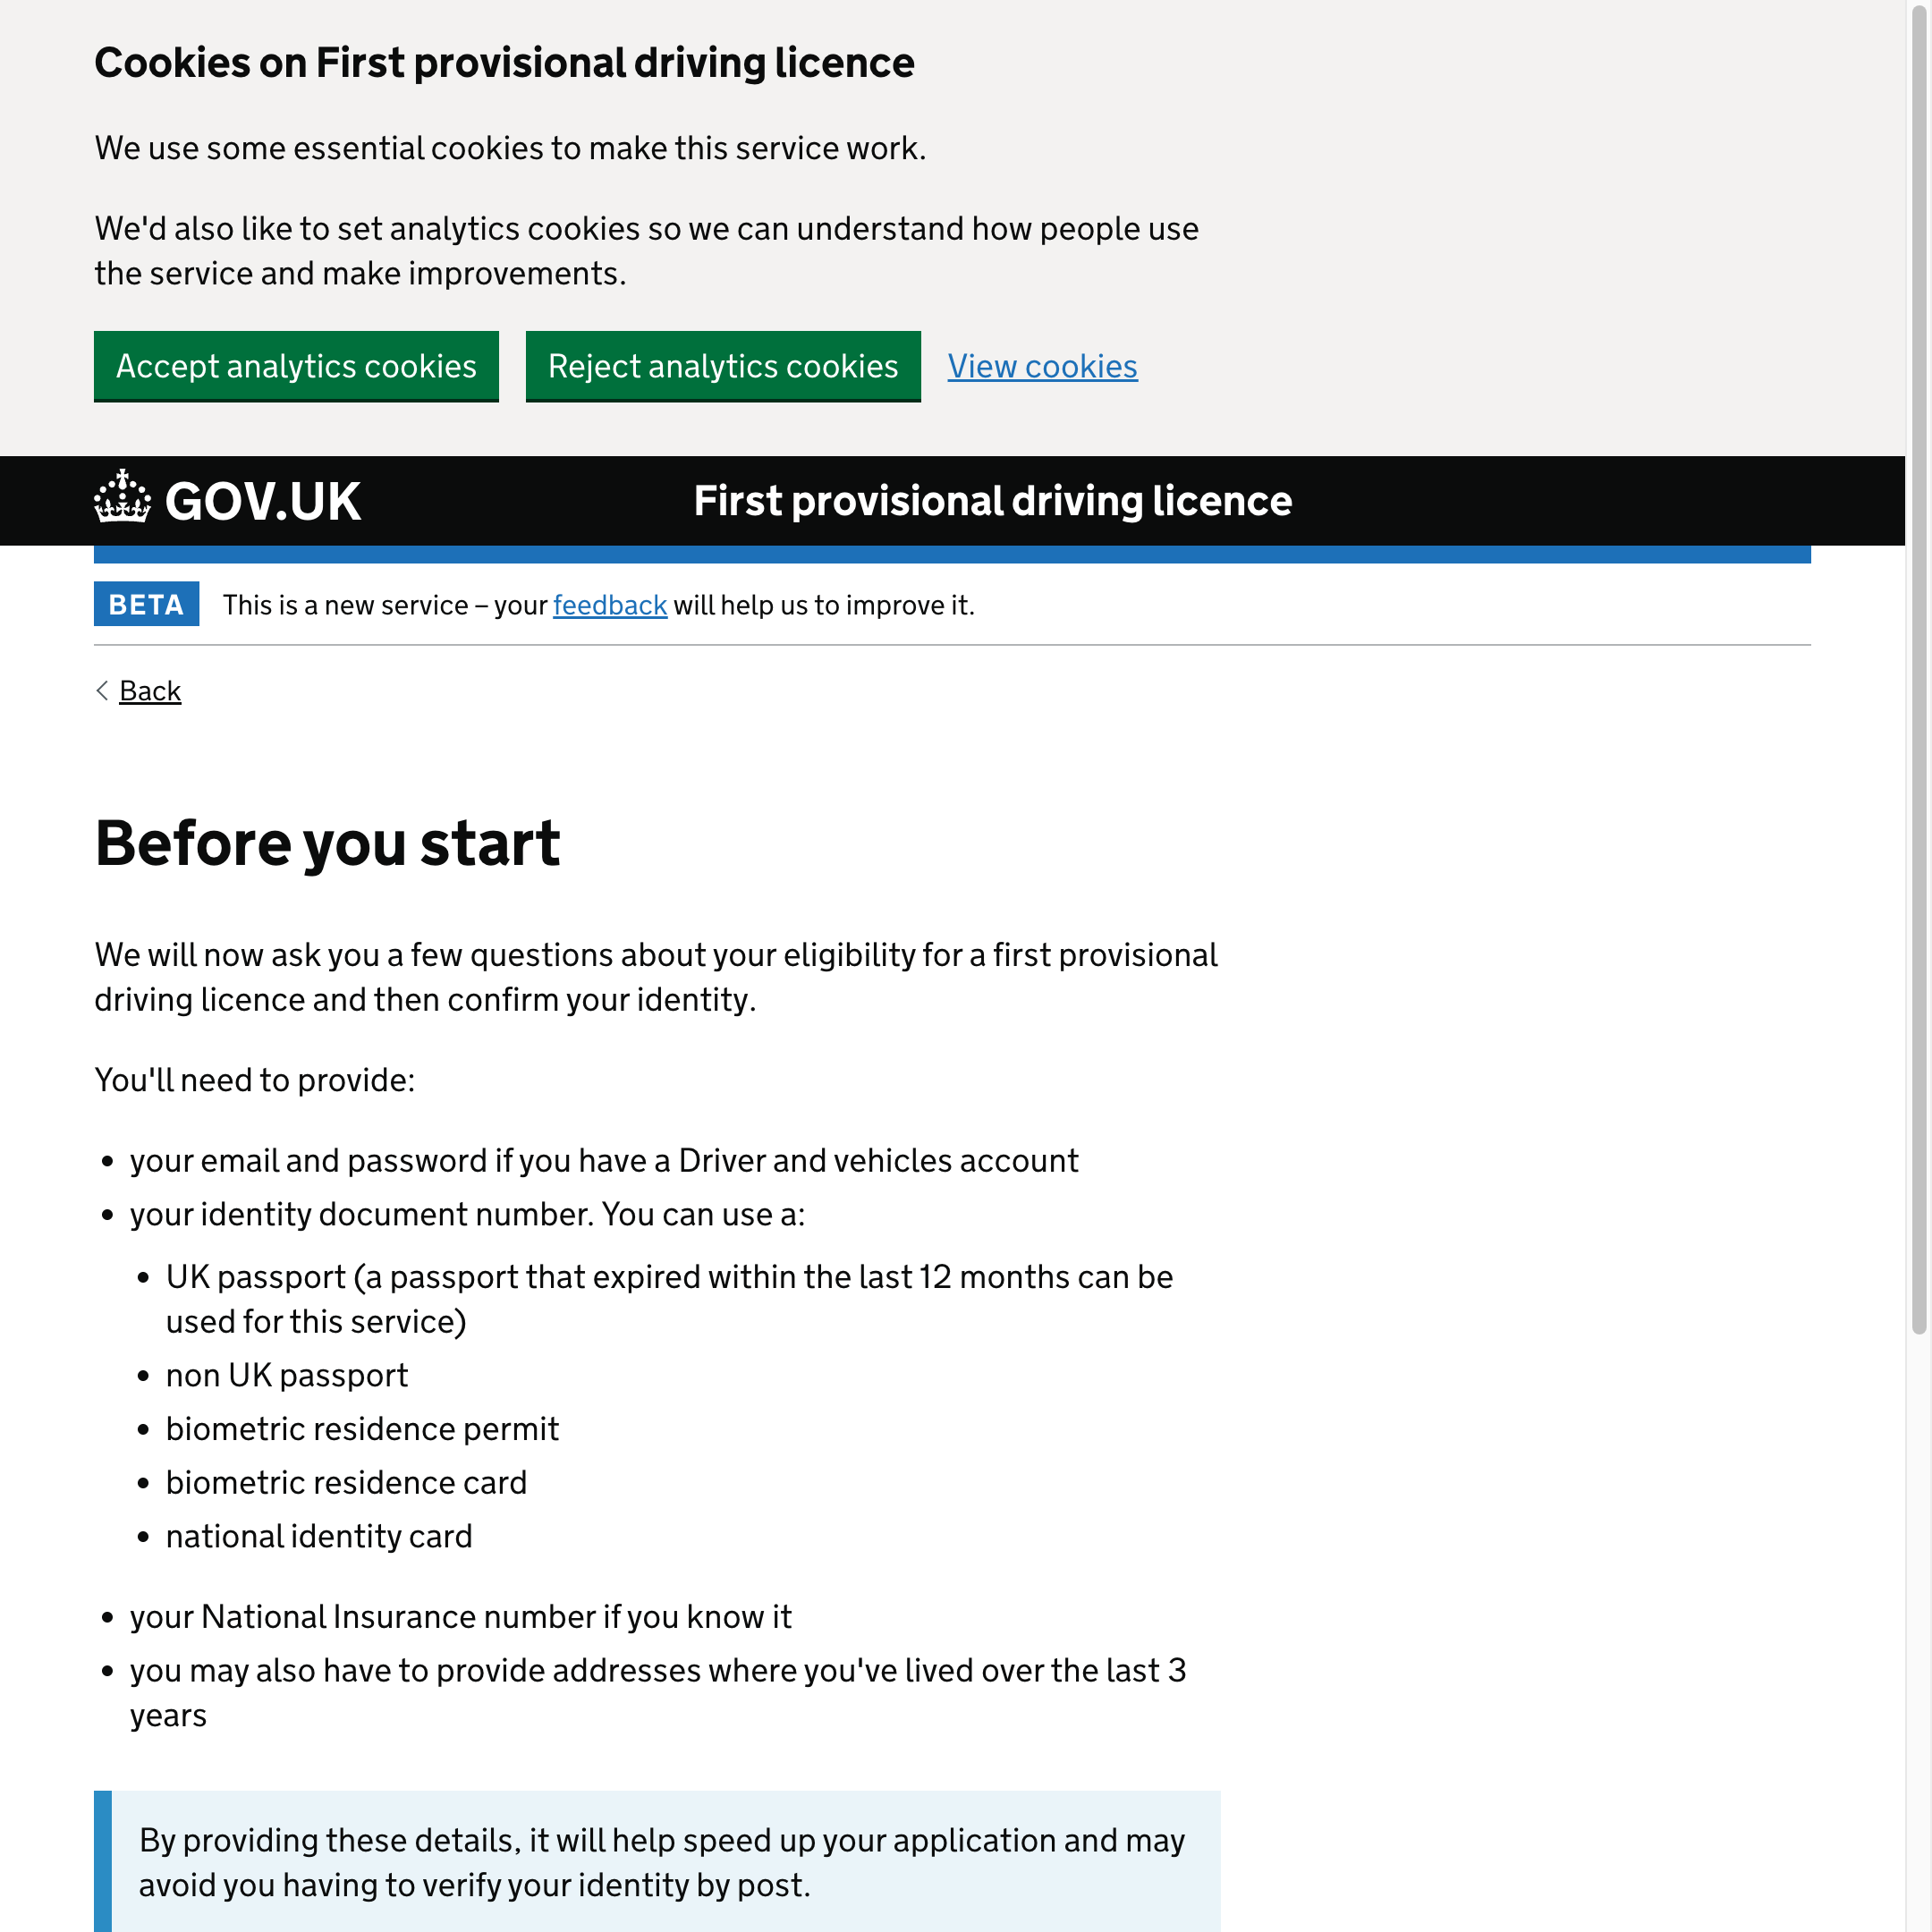 Cookies on First provisional driving licence
We use some essential cookies to make this service work.
We'd also like to set analytics cookies so we can understand how people use
the service and make improvements.
Accept analytics cookies
Reject analytics cookies
View cookies
GOV.UK
First provisional driving licence
BETA
This is a new service – your feedback will help us to improve it.
Back
Before you start
We will now ask you a few questions about your eligibility for a first provisional
driving licence and then confirm your identity.
You'll need to provide:
• your email and password if you have a Driver and vehicles account
• your identity document number. You can use a:
• UK passport (a passport that expired within the last 12 months can be
used for this service)
• non UK passport
• biometric residence permit
• biometric residence card
• national identity card
• your National Insurance number if you know it
• you may also have to provide addresses where you've lived over the last 3
years
By providing these details, it will help speed up your application and may
avoid you having to verify your identity by post.